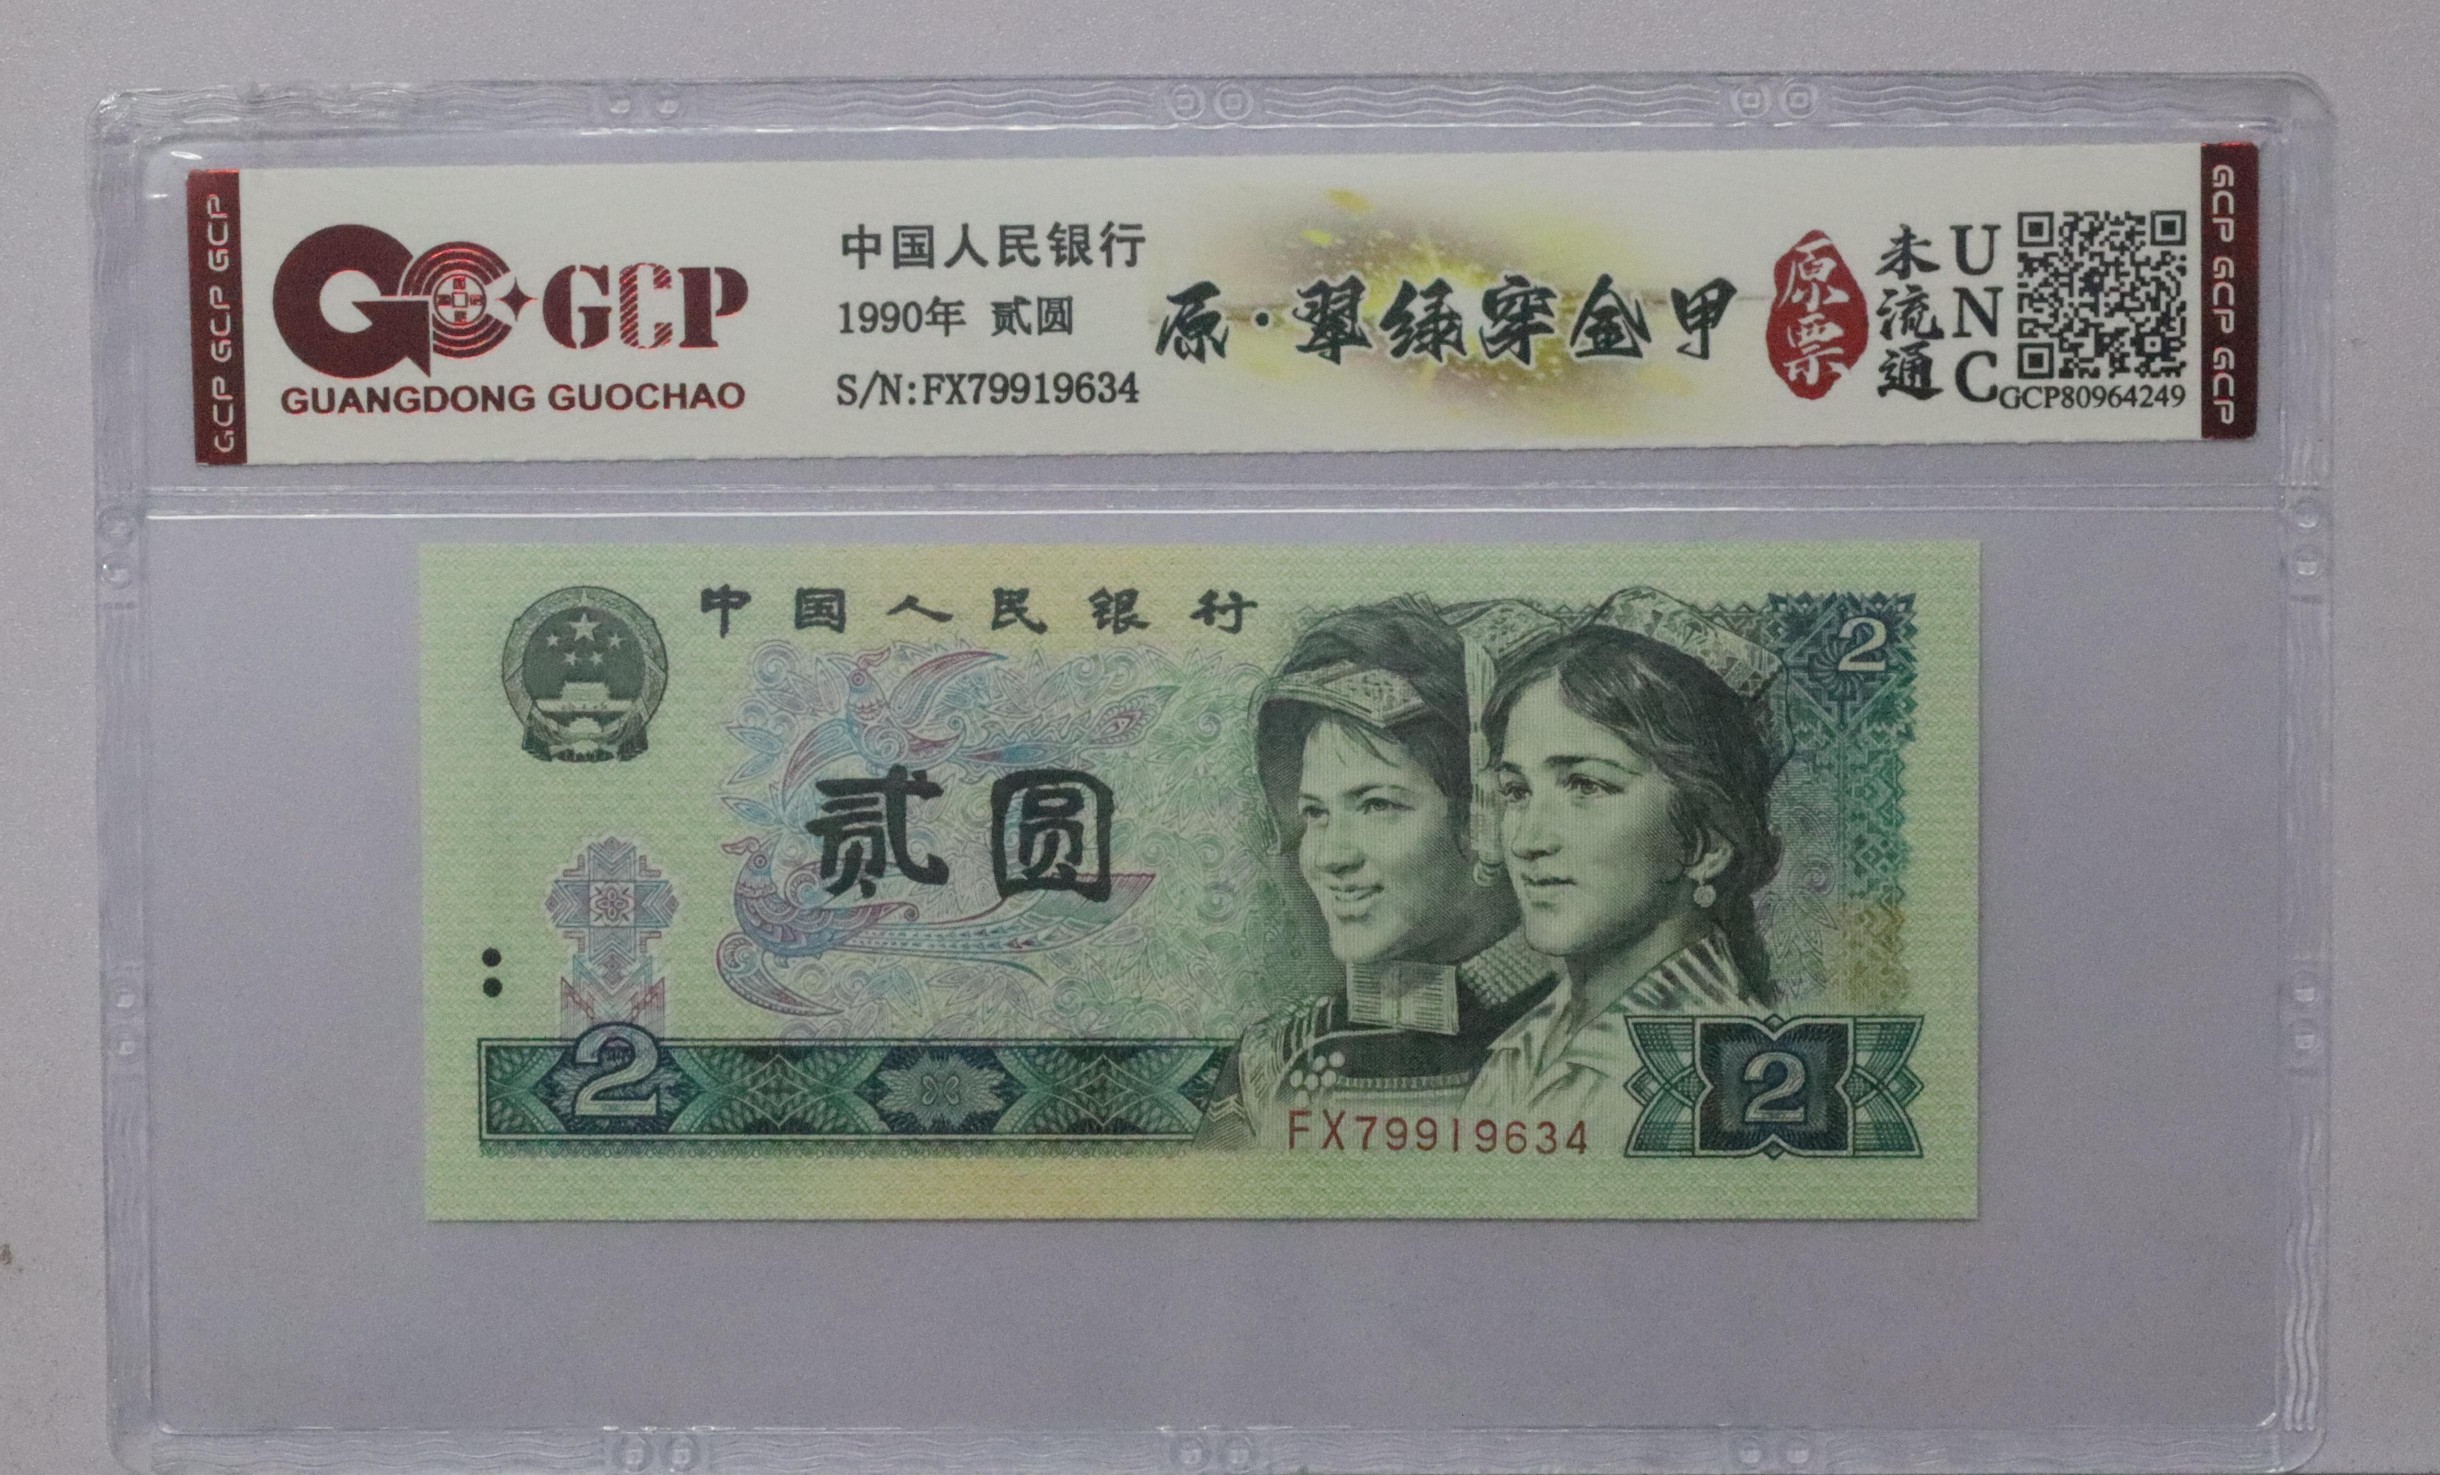 GCP GCP GCP
GCP
GUANGDONG GUOCHAO
中国人民银行
1990年 贰圆
S/N:FX79919634
原·翠绿穿金甲
原票
未流通
UNC
GCP80964249
GCP GCP GCP
中国人民银行
2
贰圆
2
FX79919634
2